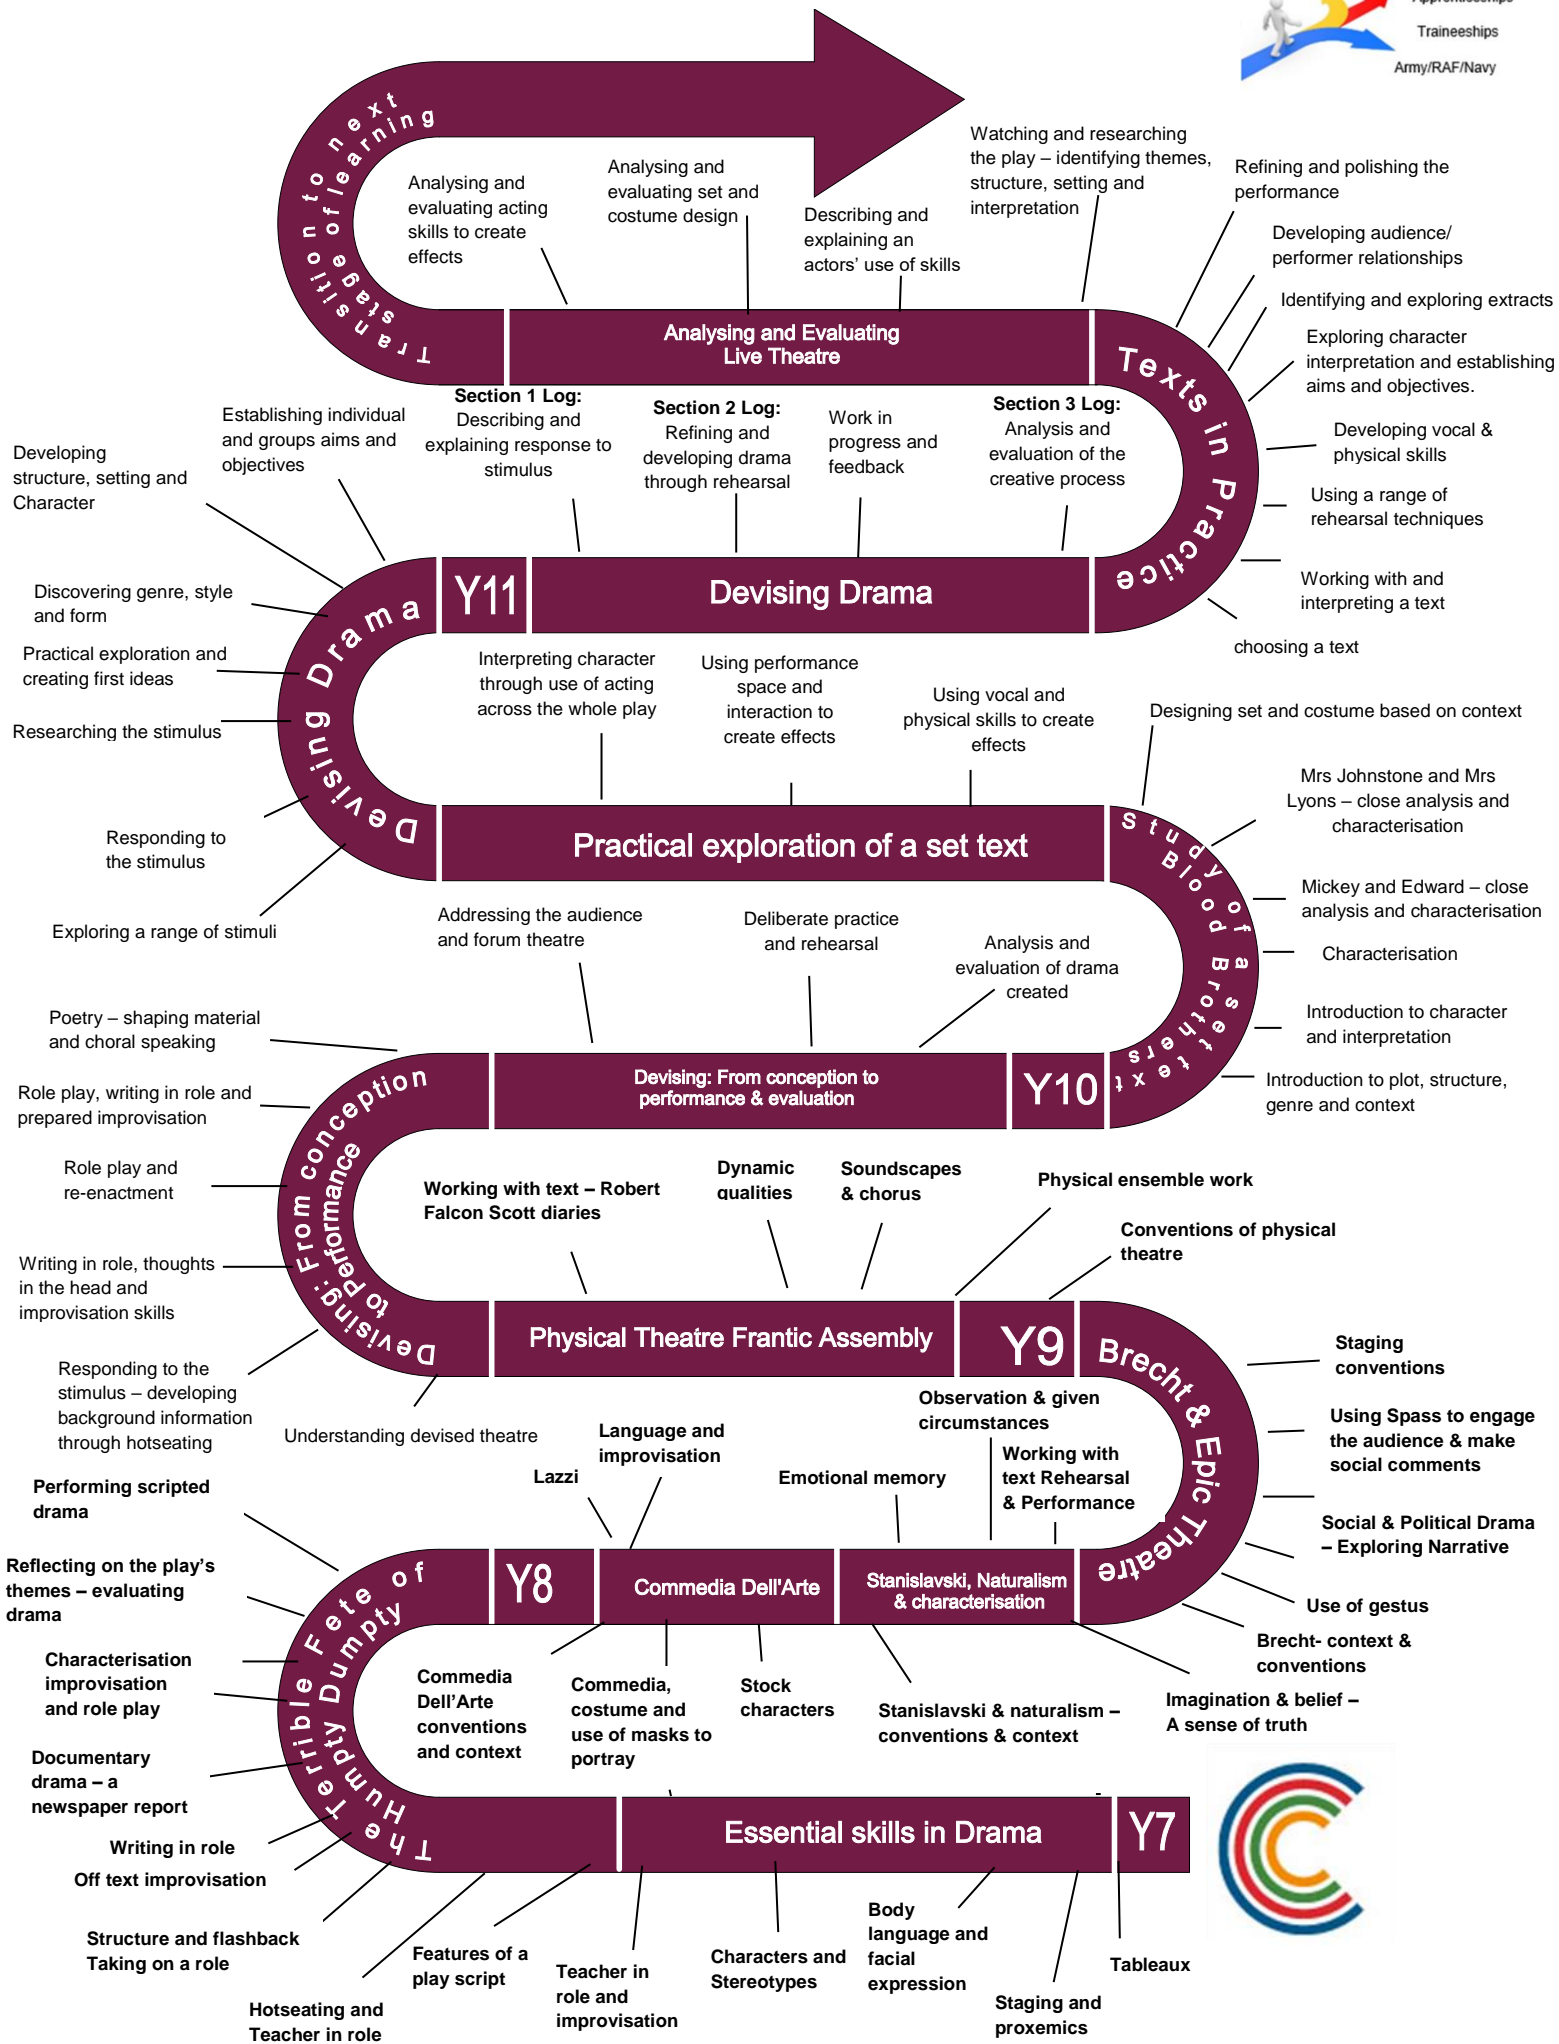 Apprenticeships
Traineeships
Army/RAF/Navy
Transition to next
stage of learning
Analysing and
evaluating acting
skills to create
effects
Analysing and
evaluating set and
costume design
Describing and
explaining an
actors’ use of skills
Watching and researching
the play – identifying themes,
structure, setting and
interpretation
Refining and polishing the
performance
Developing audience/
performer relationships
Identifying and exploring extracts
Exploring character
interpretation and establishing
aims and objectives.
Developing vocal &
physical skills
Using a range of
rehearsal techniques
Working with and
interpreting a text
choosing a text
Analysing and Evaluating
Live Theatre
Texts in Practice
Section 1 Log:
Describing and
explaining response to
stimulus
Section 2 Log:
Refining and
developing drama
through rehearsal
Work in
progress and
feedback
Section 3 Log:
Analysis and
evaluation of the
creative process
Establishing individual
and groups aims and
objectives
Developing
structure, setting and
Character
Discovering genre, style
and form
Practical exploration and
creating first ideas
Researching the stimulus
Responding to
the stimulus
Exploring a range of stimuli
Devising Drama
Y11
Devising Drama
Interpreting character
through use of acting
across the whole play
Using performance
space and
interaction to
create effects
Using vocal and
physical skills to create
effects
Designing set and costume based on context
Mrs Johnstone and Mrs
Lyons – close analysis and
characterisation
Mickey and Edward – close
analysis and characterisation
Characterisation
Introduction to character
and interpretation
Introduction to plot, structure,
genre and context
Practical exploration of a set text
Study of a set text
Blood Brothers
Addressing the audience
and forum theatre
Deliberate practice
and rehearsal
Analysis and
evaluation of drama
created
Poetry – shaping material
and choral speaking
Role play, writing in role and
prepared improvisation
Role play and
re-enactment
Writing in role, thoughts
in the head and
improvisation skills
Responding to the
stimulus – developing
background information
through hotseating
Understanding devised theatre
Devising: From conception
to Performance
Devising: From conception to
performance & evaluation
Y10
Working with text – Robert
Falcon Scott diaries
Dynamic
qualities
Soundscapes
& chorus
Physical ensemble work
Conventions of physical
theatre
Physical Theatre Frantic Assembly
Y9
Brecht & Epic Theatre
Staging
conventions
Using Spass to engage
the audience & make
social comments
Social & Political Drama
– Exploring Narrative
Use of gestus
Brecht- context &
conventions
Observation & given
circumstances
Language and
improvisation
Lazzi
Emotional memory
Working with
text Rehearsal
& Performance
Performing scripted
drama
Reflecting on the play’s
themes – evaluating
drama
Characterisation
improvisation
and role play
Documentary
drama – a
newspaper report
Writing in role
Off text improvisation
Structure and flashback
Taking on a role
The Terrible Fete of
Humpty Dumpty
Y8
Commedia Dell'Arte
Stanislavski, Naturalism
& characterisation
Commedia
Dell’Arte
conventions
and context
Commedia,
costume and
use of masks to
portray
Stock
characters
Stanislavski & naturalism –
conventions & context
Imagination & belief –
A sense of truth
Essential skills in Drama
Y7
Hotseating and
Teacher in role
Features of a
play script
Teacher in
role and
improvisation
Characters and
Stereotypes
Body
language and
facial
expression
Staging and
proxemics
Tableaux